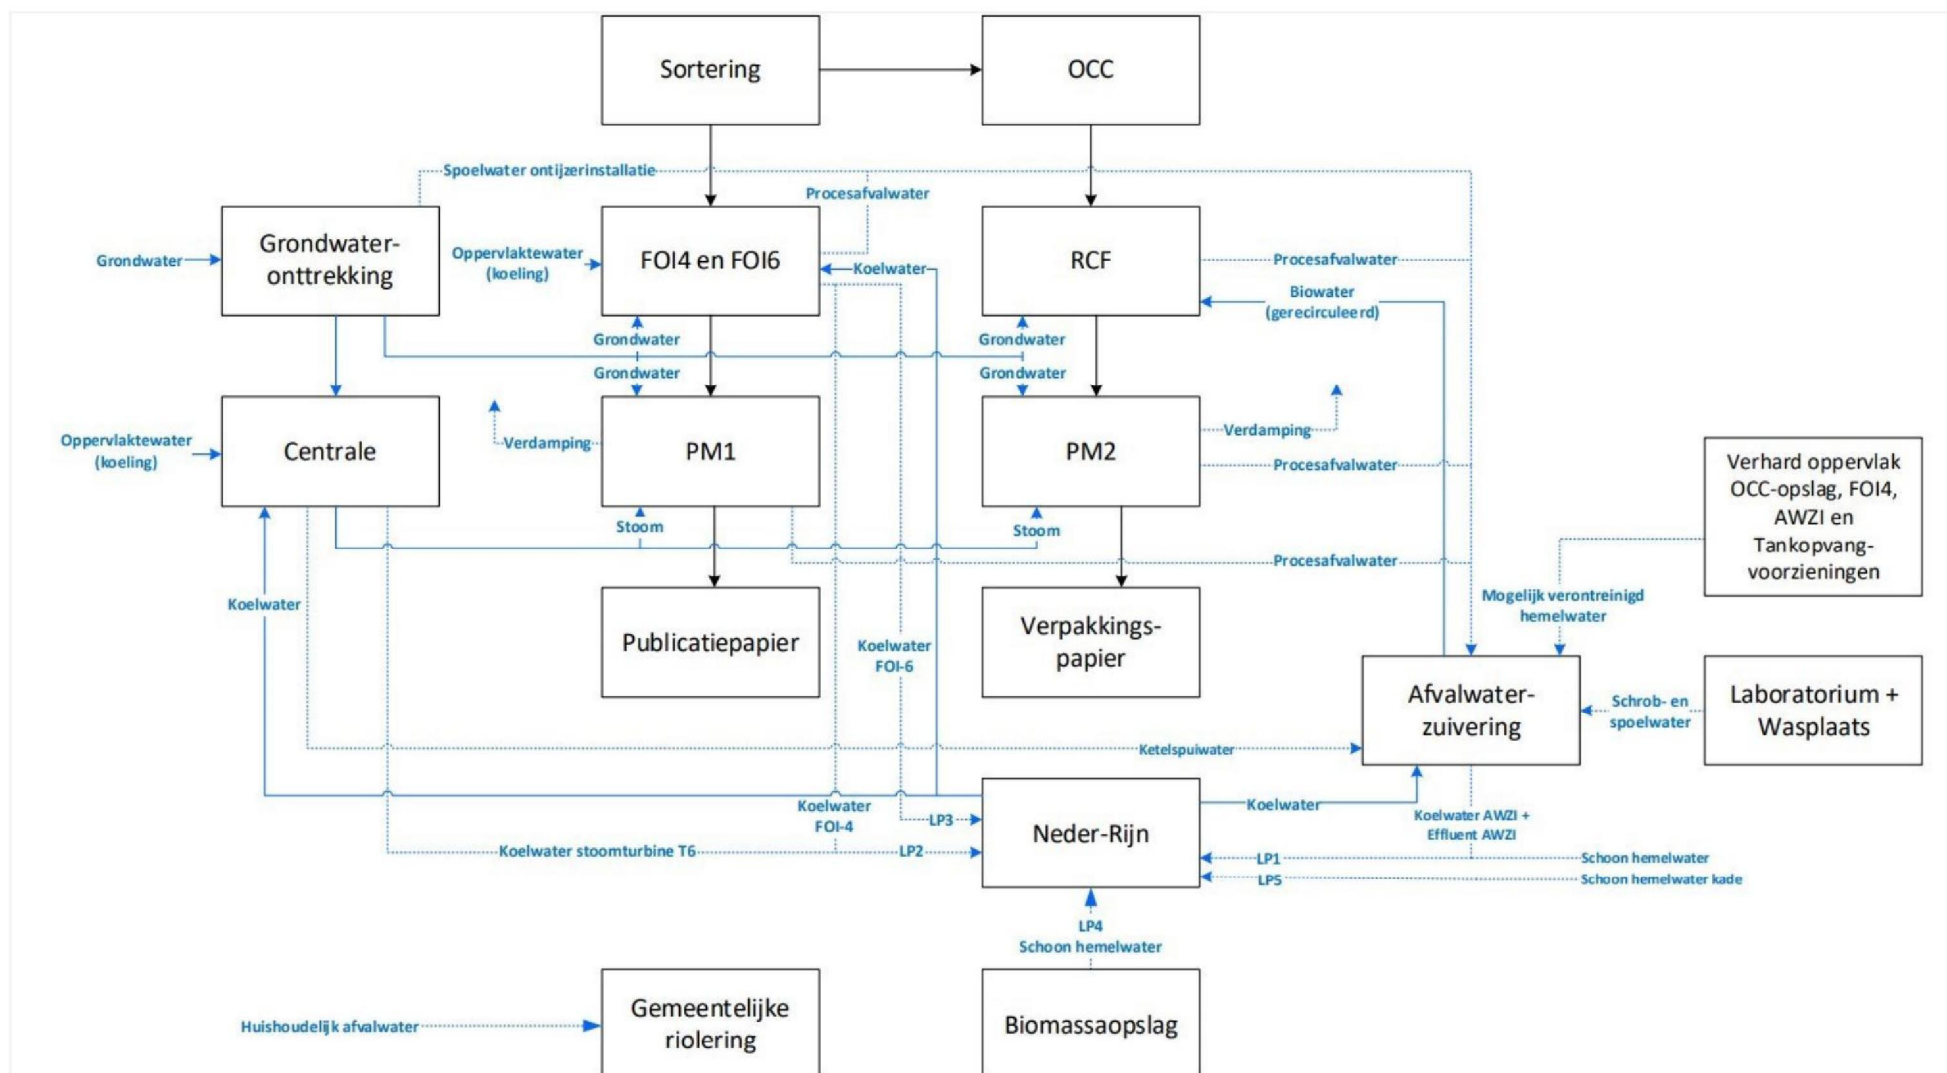 Sortering
OCC
Spoelwater ontijzerinstallatie
Procesafvalwater
Grondwater-
onttrekking
Grondwater
Oppervlaktewater
(koeling)
FOI4 en FOI6
Koelwater
RCF
Procesafvalwater
Biowater
(gerecirculeerd)
Grondwater
Grondwater
Grondwater
Grondwater
Oppervlaktewater
(koeling)
Centrale
Verdamping
PM1
PM2
Verdamping
Procesafvalwater
Verhard oppervlak
OCC-opslag, FOI4,
AWZI en
Tankopvang-
voorzieningen
Stoom
Stoom
Procesafvalwater
Koelwater
Mogelijk verontreinigd
hemelwater
Publicatiepapier
Koelwater
FOI-6
Verpakkings-
papier
Afvalwater-
zuivering
Schrob- en
spoelwater
Laboratorium +
Wasplaats
Ketelspuiwater
Koelwater
FOI-4
LP3
Neder-Rijn
Koelwater
Koelwater AWZI +
Effluent AWZI
Koelwater stoomturbine T6
LP2
LP1
Schoon hemelwater
LP5
Schoon hemelwater kade
LP4
Schoon hemelwater
Huishoudelijk afvalwater
Gemeentelijke
riolering
Biomassaopslag